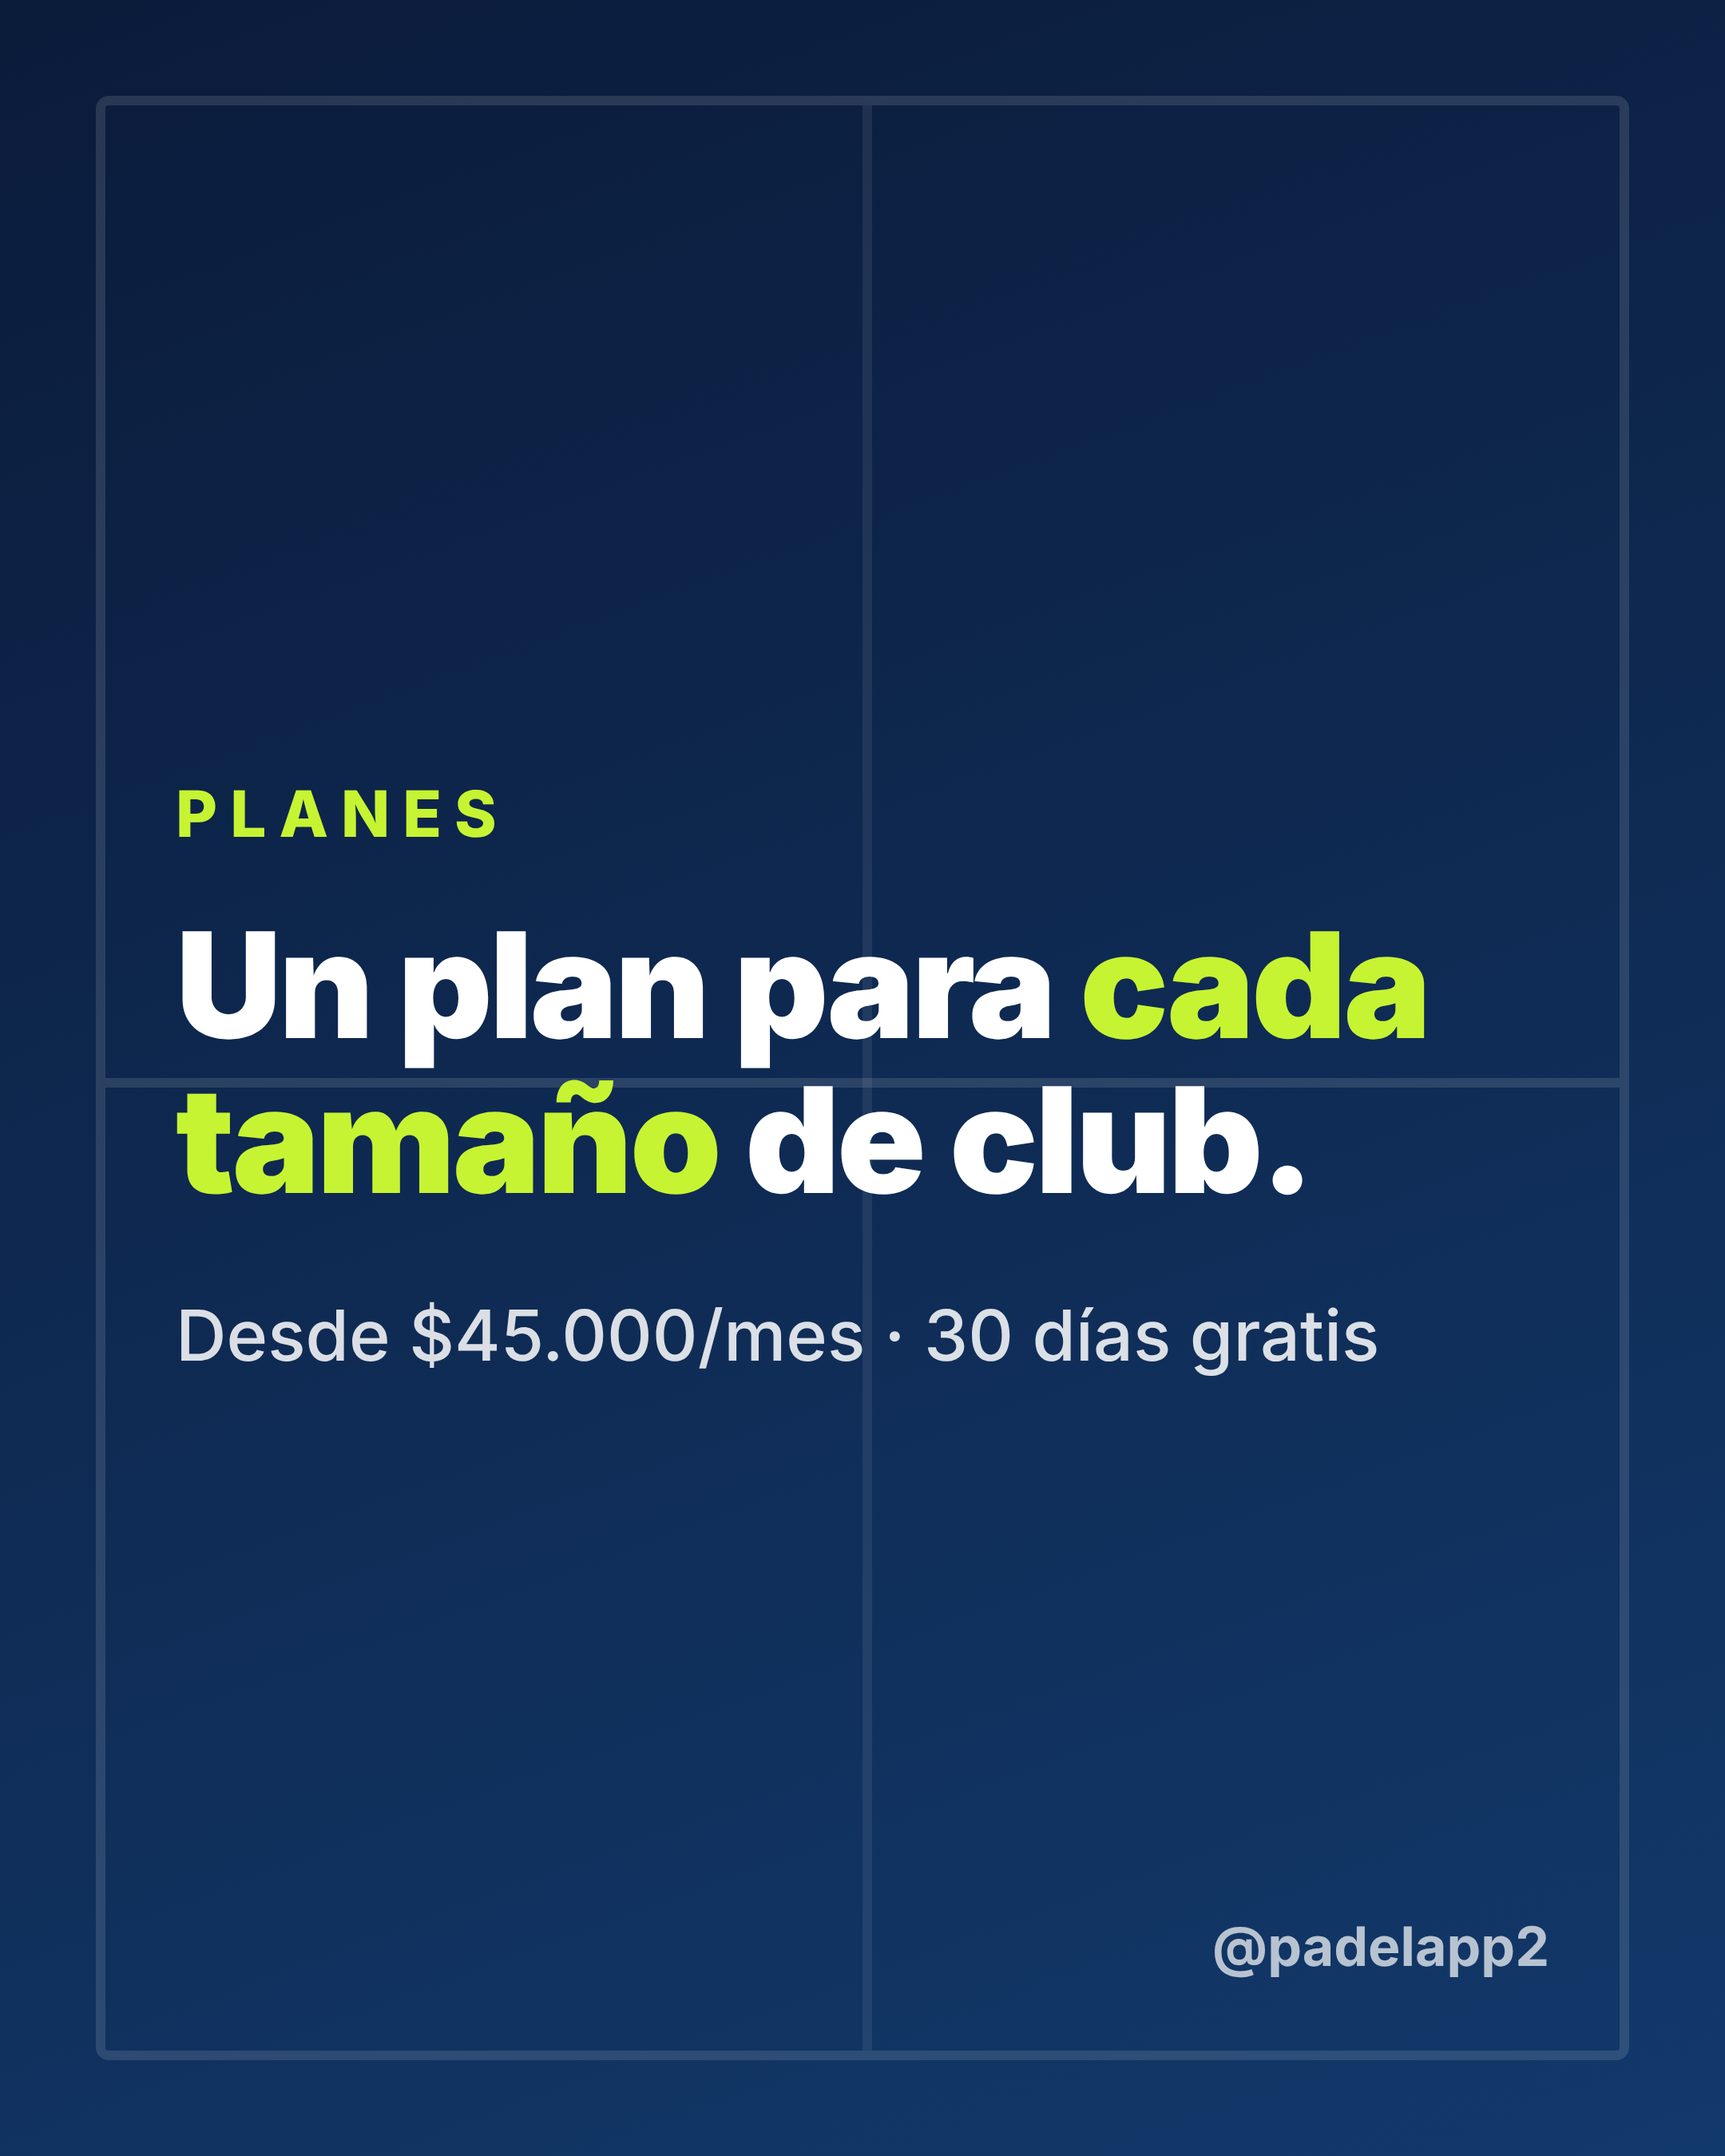 PLANES
Un plan para cada
tamaño de club.
Desde $45.000/mes · 30 días gratis
@padelapp2